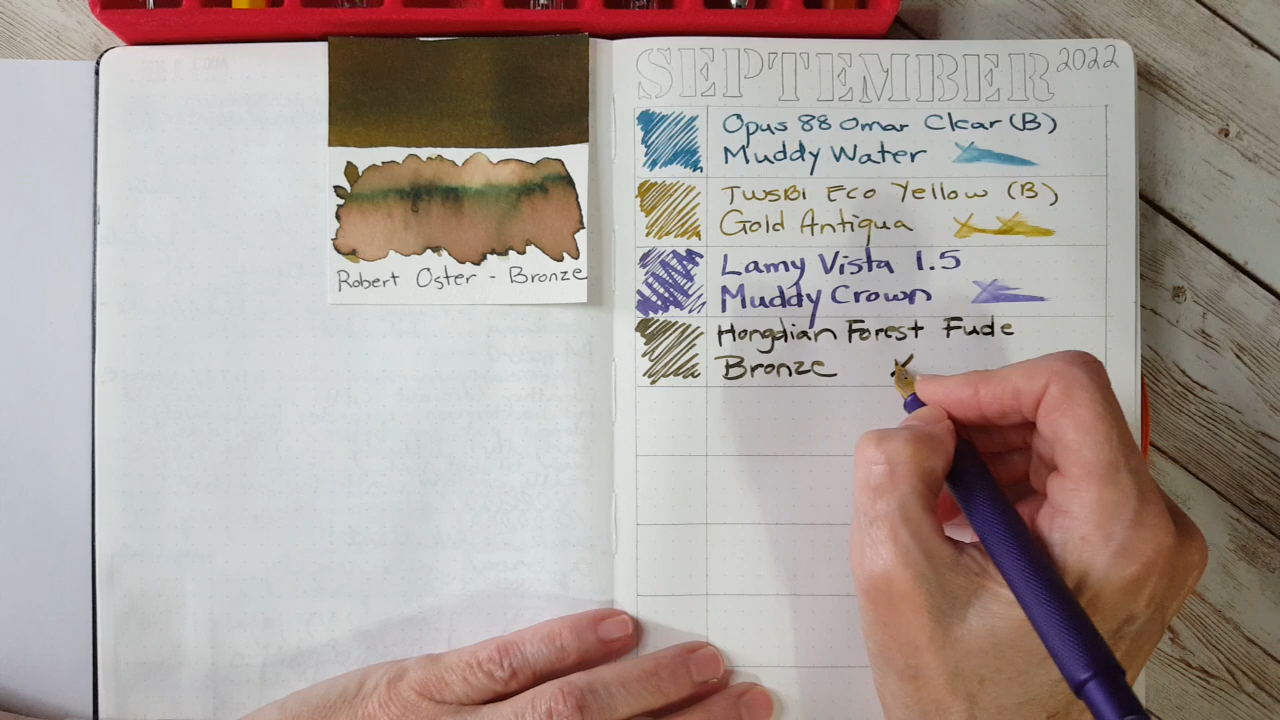 Robert Oster - Bronze
SEPTEMBER 2022
Opus 88 Omar Clear (B)
Muddy Water
TWSBI Eco Yellow (B)
Gold Antiqua
Lamy Vista 1.5
Muddy Crown
Hongdian Forest Fude
Bronze